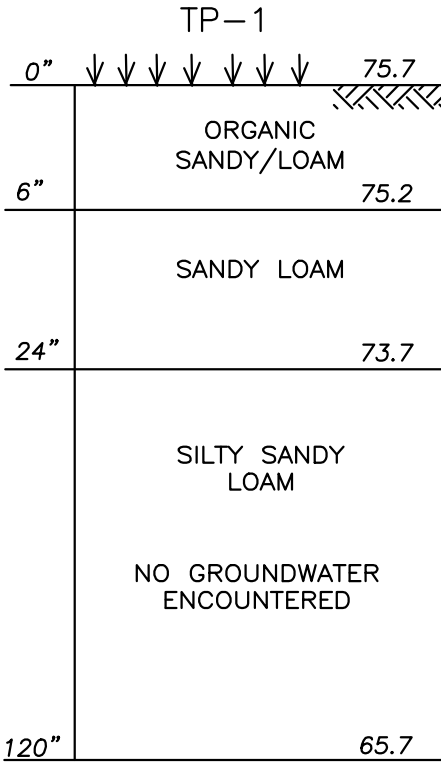 TP-1
0" 75.7
ORGANIC
SANDY/LOAM
6" 75.2
SANDY LOAM
24" 73.7
SILTY SANDY
LOAM
NO GROUNDWATER
ENCOUNTERED
120" 65.7